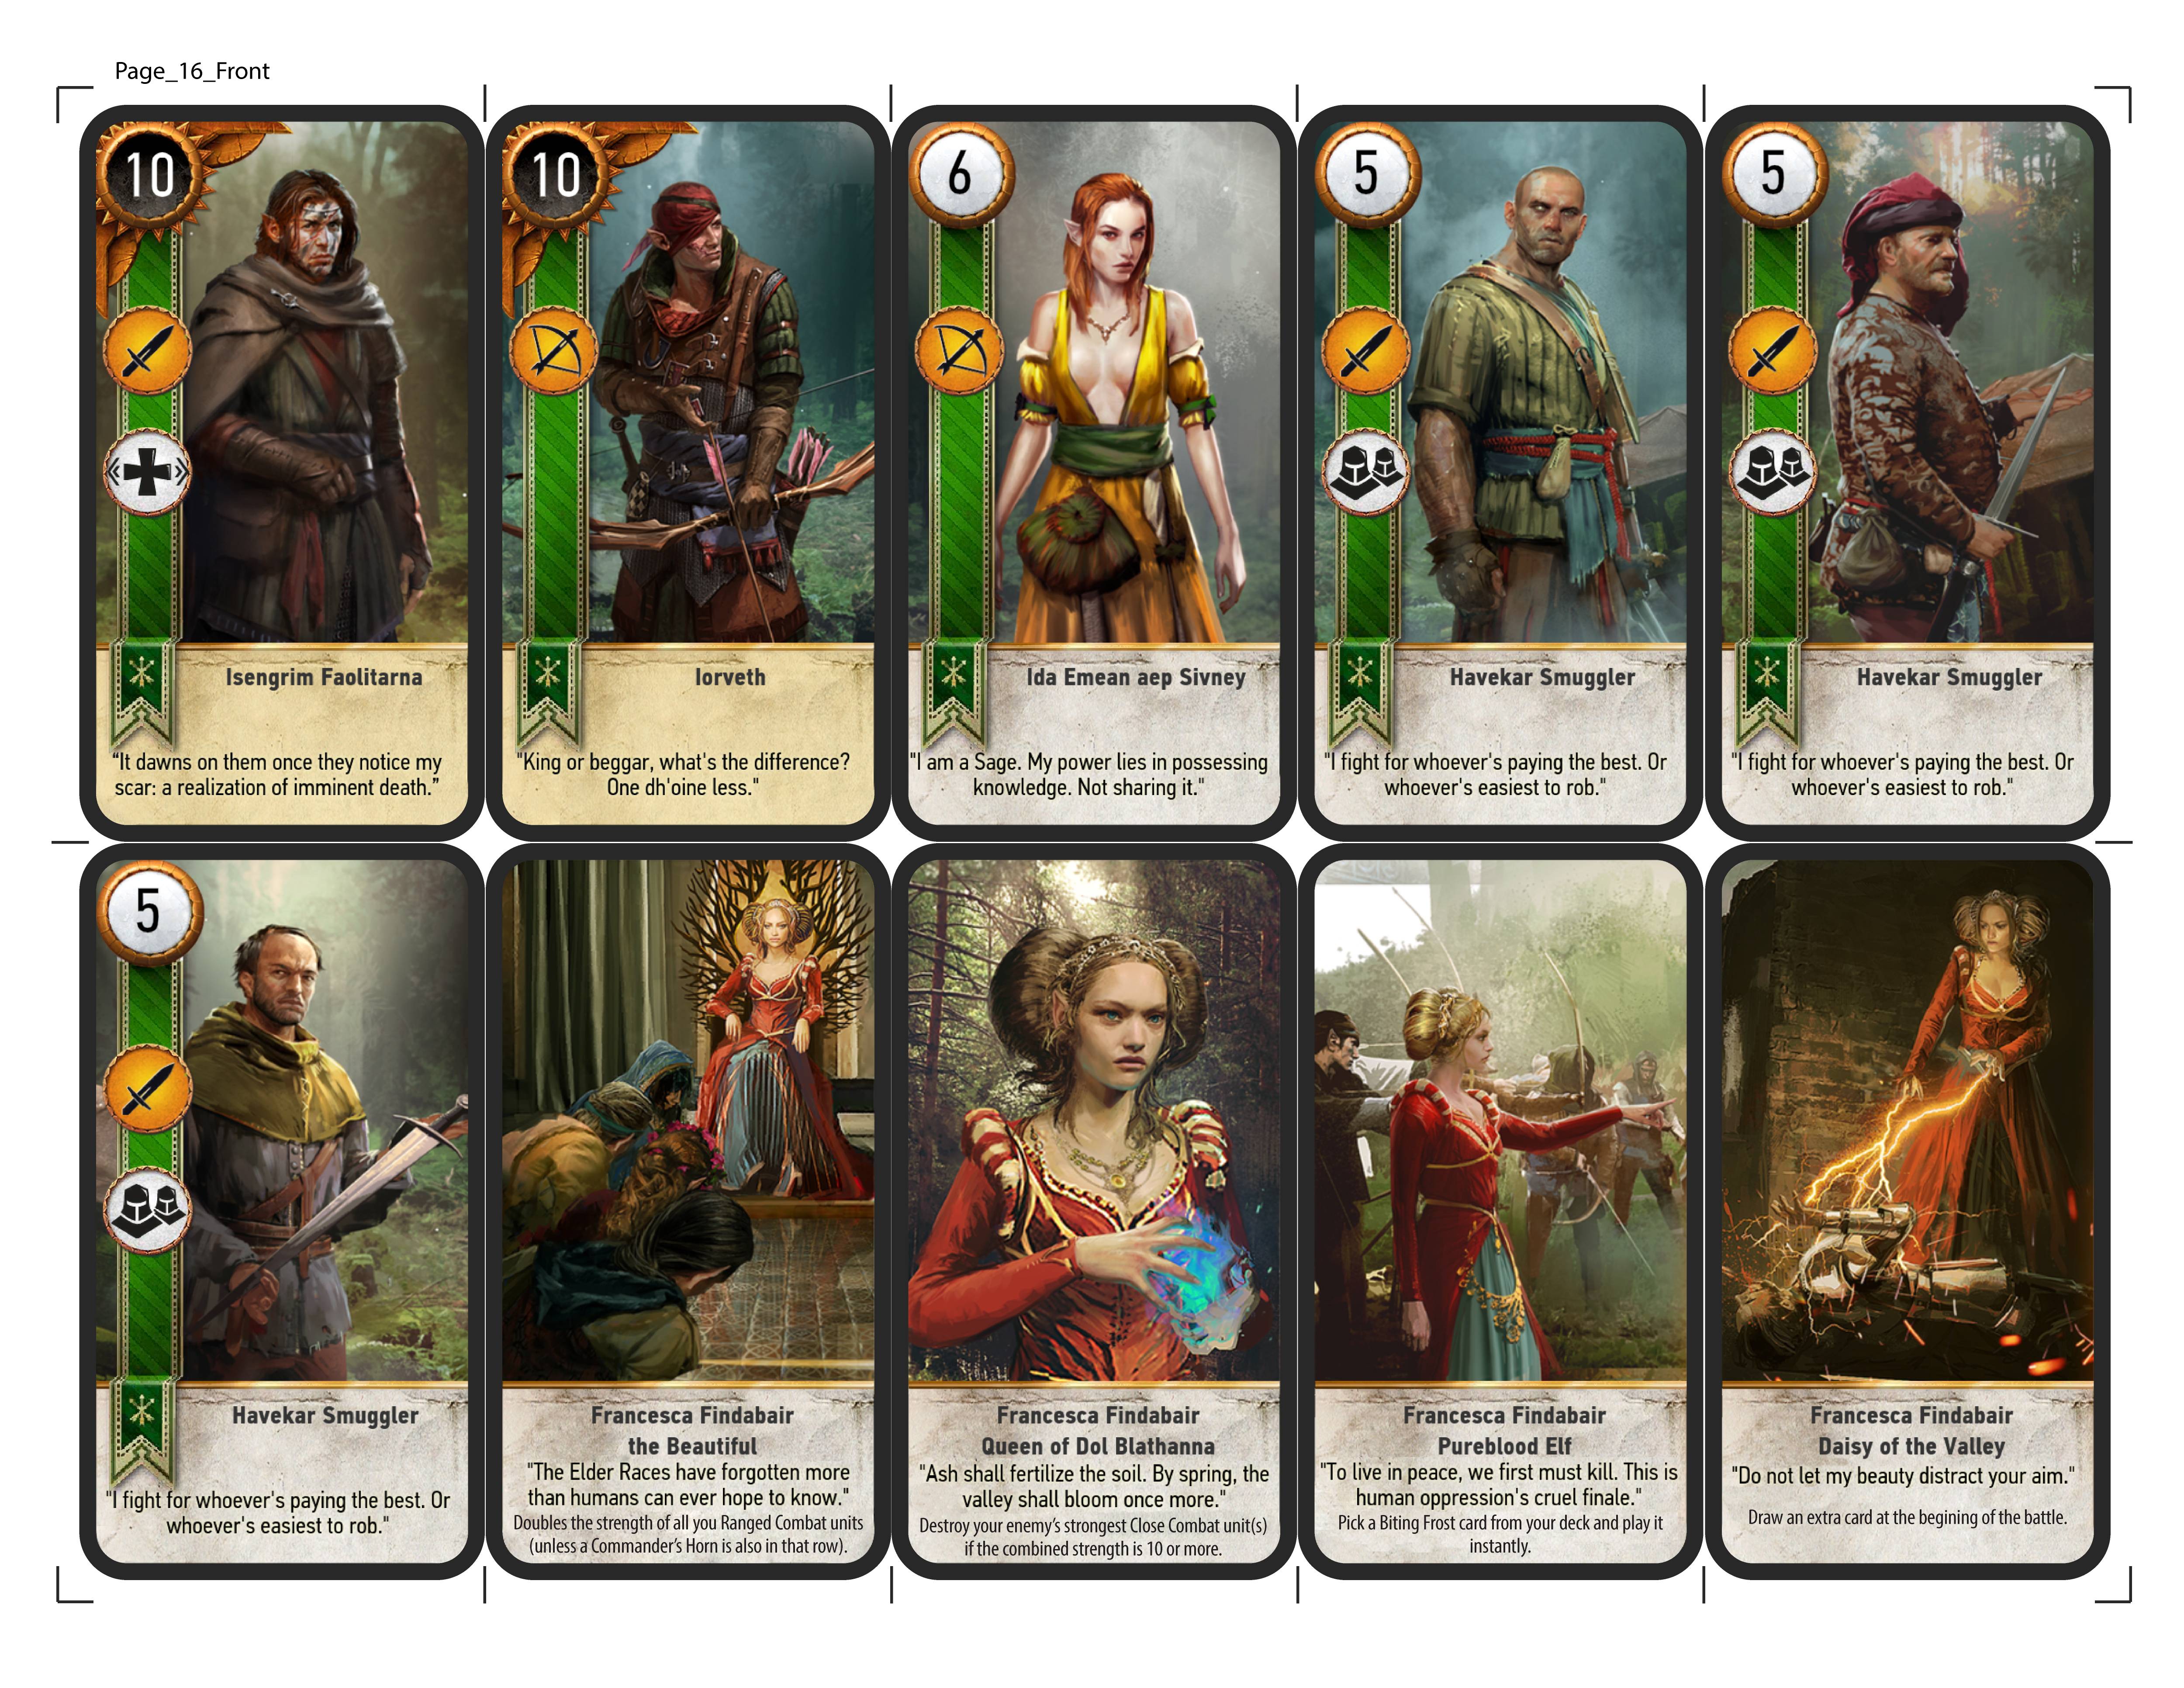 Page_16_Front
10
Isengrim Faolitarna
“It dawns on them once they notice my
scar: a realization of imminent death.”
10
Iorveth
"King or beggar, what's the difference?
One dh'oine less."
6
Ida Emean aep Sivney
"I am a Sage. My power lies in possessing
knowledge. Not sharing it."
5
Havekar Smuggler
"I fight for whoever's paying the best. Or
whoever's easiest to rob."
5
Havekar Smuggler
"I fight for whoever's paying the best. Or
whoever's easiest to rob."
5
Havekar Smuggler
"I fight for whoever's paying the best. Or
whoever's easiest to rob."
Francesca Findabair
the Beautiful
"The Elder Races have forgotten more
than humans can ever hope to know."
Doubles the strength of all you Ranged Combat units
(unless a Commander’s Horn is also in that row).
Francesca Findabair
Queen of Dol Blathanna
"Ash shall fertilize the soil. By spring, the
valley shall bloom once more."
Destroy your enemy’s strongest Close Combat unit(s)
if the combined strength is 10 or more.
Francesca Findabair
Pureblood Elf
"To live in peace, we first must kill. This is
human oppression's cruel finale."
Pick a Biting Frost card from your deck and play it
instantly.
Francesca Findabair
Daisy of the Valley
"Do not let my beauty distract your aim."
Draw an extra card at the begining of the battle.